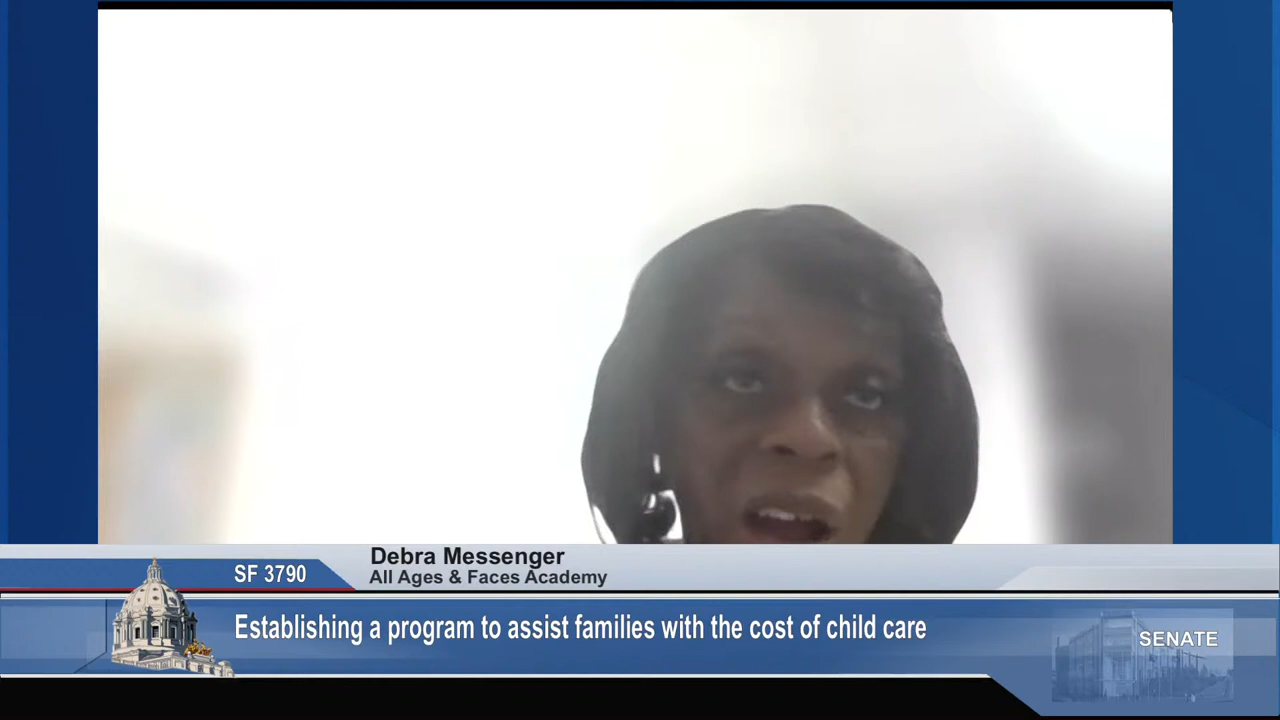 Debra Messenger
SF 3790
All Ages & Faces Academy
Establishing a program to assist families with the cost of child care
SENATE